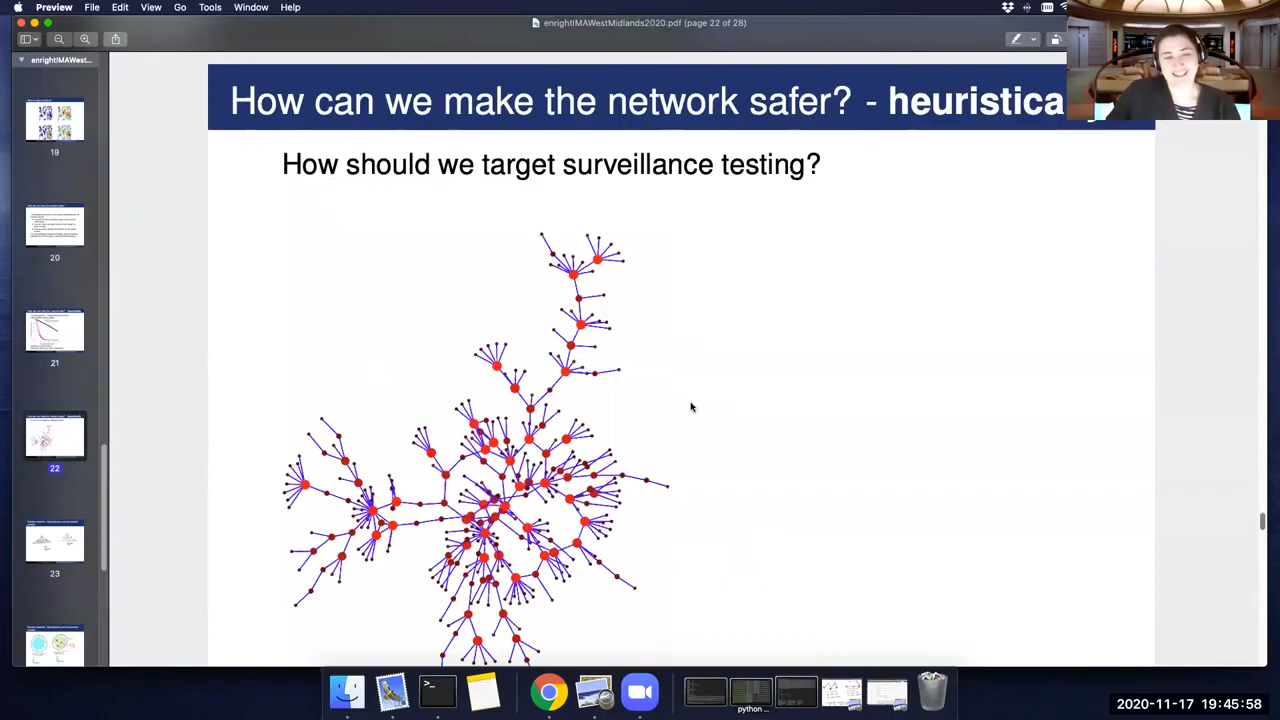 Preview File Edit View Go Tools Window Help
enrightIMAWestMidlands2020.pdf (page 22 of 28)
enrightIMAWest...
How can we make the network safer? - heuristica
How should we target surveillance testing?
19
20
21
22
23
>_
python ...
2020-11-17 19:45:58